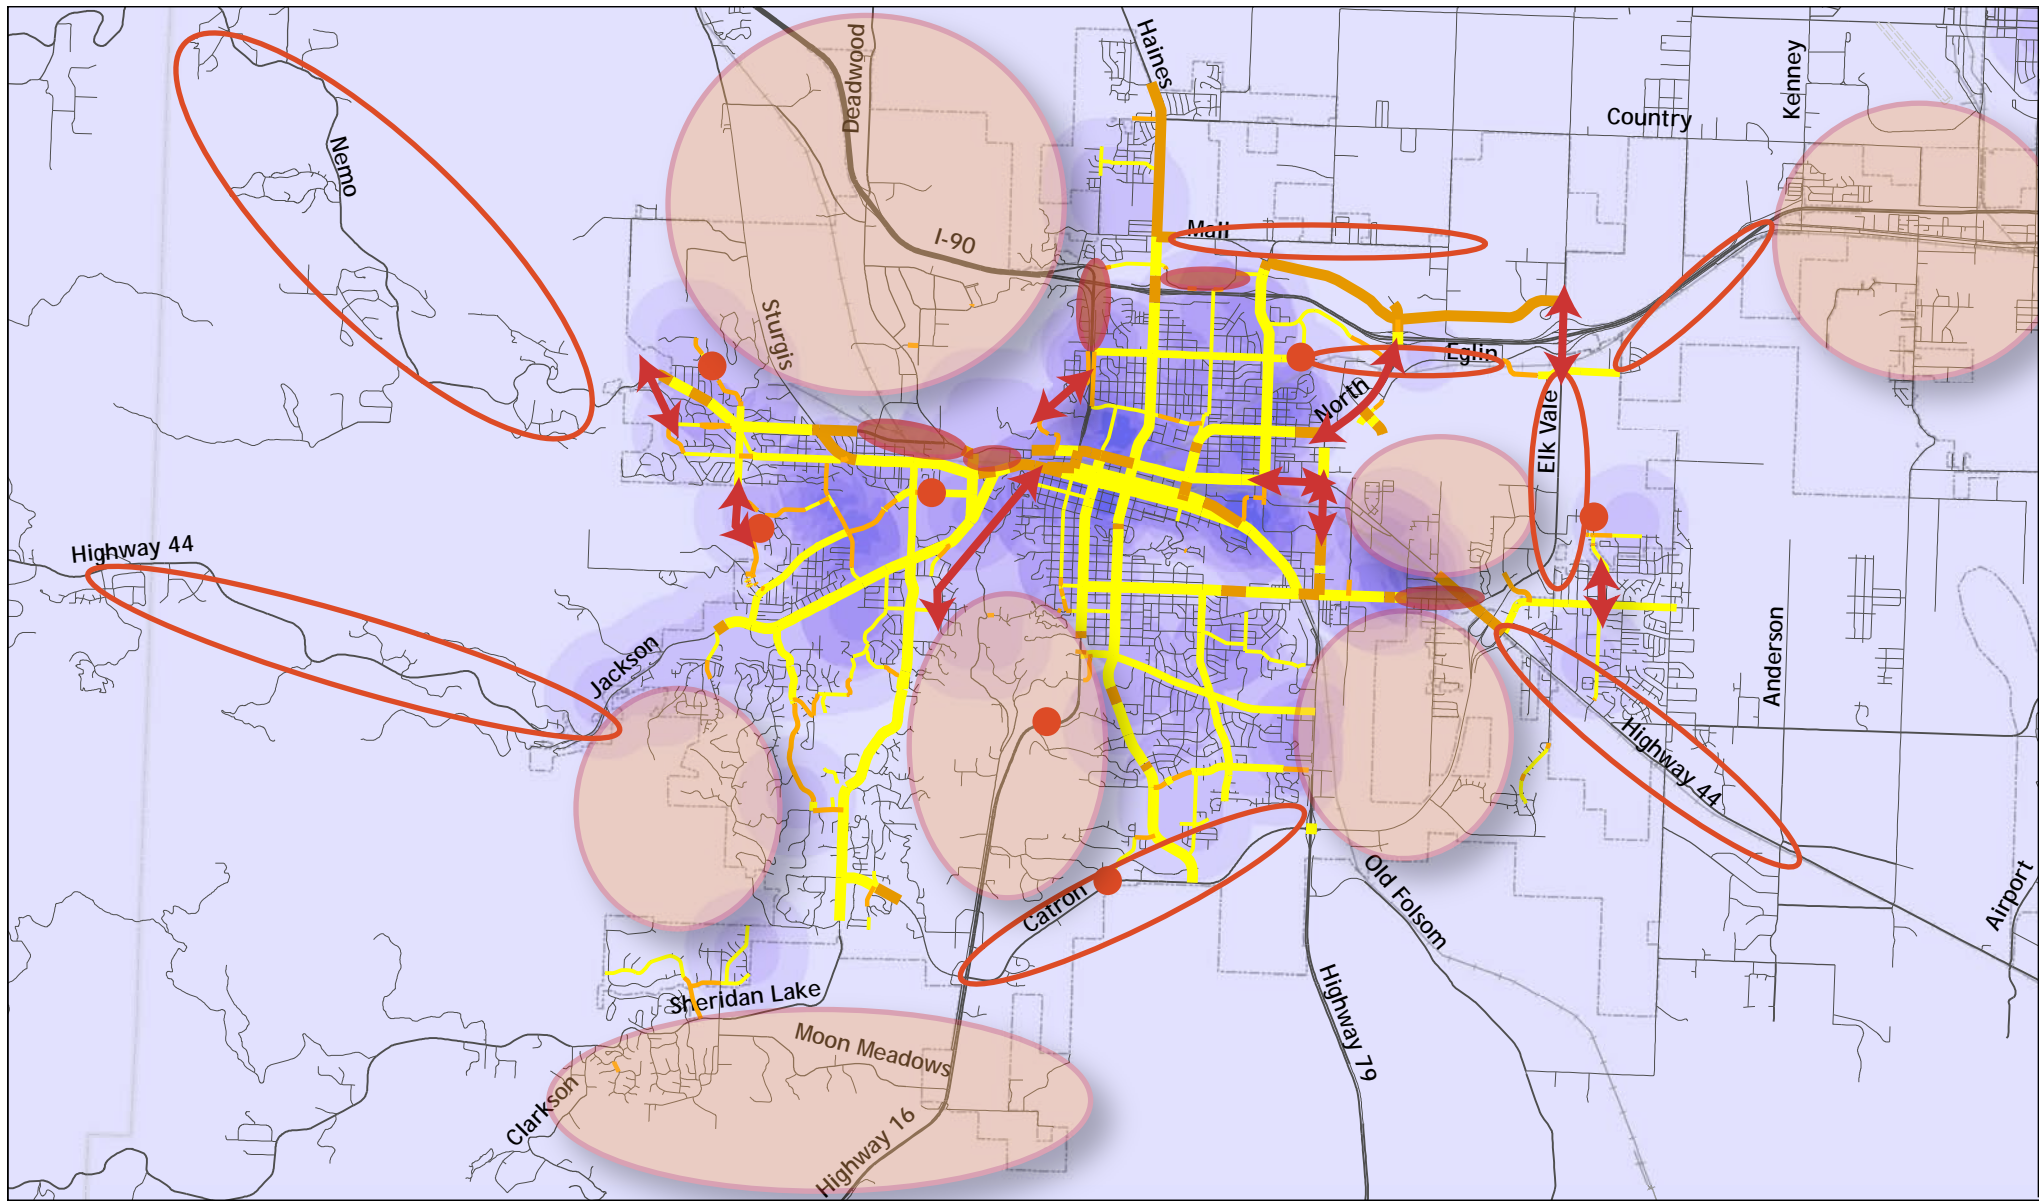 Haines
Deadwood
Kenney
Country
Nemo
Mall
I-90
Sturgis
Eglin
North
Elk Vale
Highway 44
Jackson
Anderson
Highway 44
Old Folsom
Airport
Catron
Sheridan Lake
Highway 79
Moon Meadows
Clarkson
Highway 16